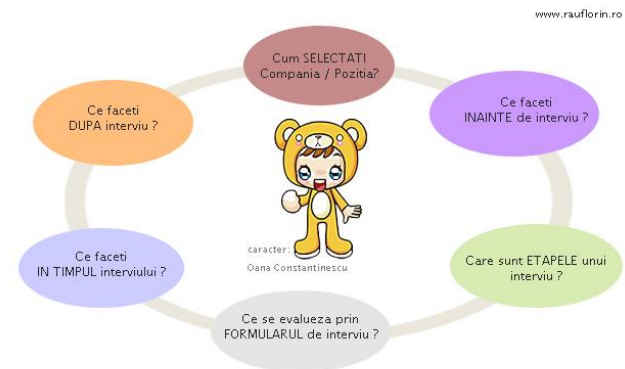 www.rauflorin.ro
Cum SELECTATI
Compania / Pozitia?
Ce faceti
INAINTE de interviu ?
Care sunt ETAPELE unui
interviu ?
Ce se evalueza prin
FORMULARUL de interviu ?
Ce faceti
IN TIMPUL interviului ?
Ce faceti
DUPA interviu ?
caracter:
Oana Constantinescu